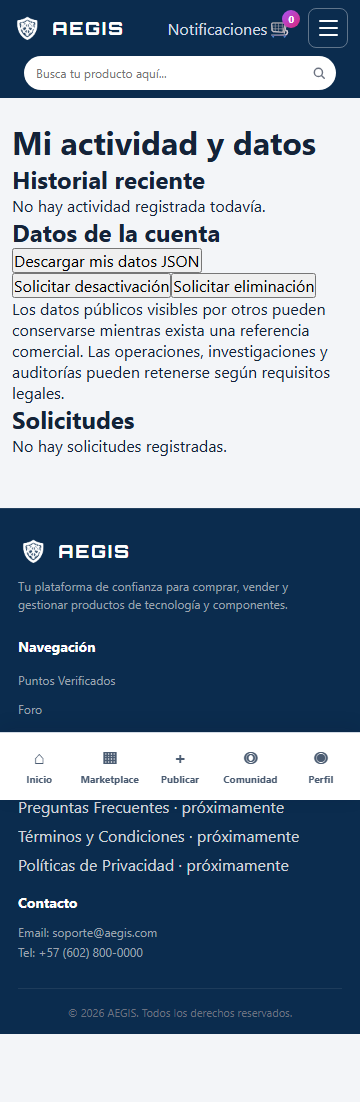 AEGIS
Notificaciones
0
Busca tu producto aquí...
Mi actividad y datos
Historial reciente
No hay actividad registrada todavía.
Datos de la cuenta
Descargar mis datos JSON
Solicitar desactivación Solicitar eliminación
Los datos públicos visibles por otros pueden
conservarse mientras exista una referencia
comercial. Las operaciones, investigaciones y
auditorías pueden retenerse según requisitos
legales.
Solicitudes
No hay solicitudes registradas.
AEGIS
Tu plataforma de confianza para comprar, vender y
gestionar productos de tecnología y componentes.
Navegación
Puntos Verificados
Foro
Inicio Marketplace Publicar Comunidad Perfil
Preguntas Frecuentes · próximamente
Términos y Condiciones · próximamente
Políticas de Privacidad · próximamente
Contacto
Email: soporte@aegis.com
Tel: +57 (602) 800-0000
© 2026 AEGIS. Todos los derechos reservados.